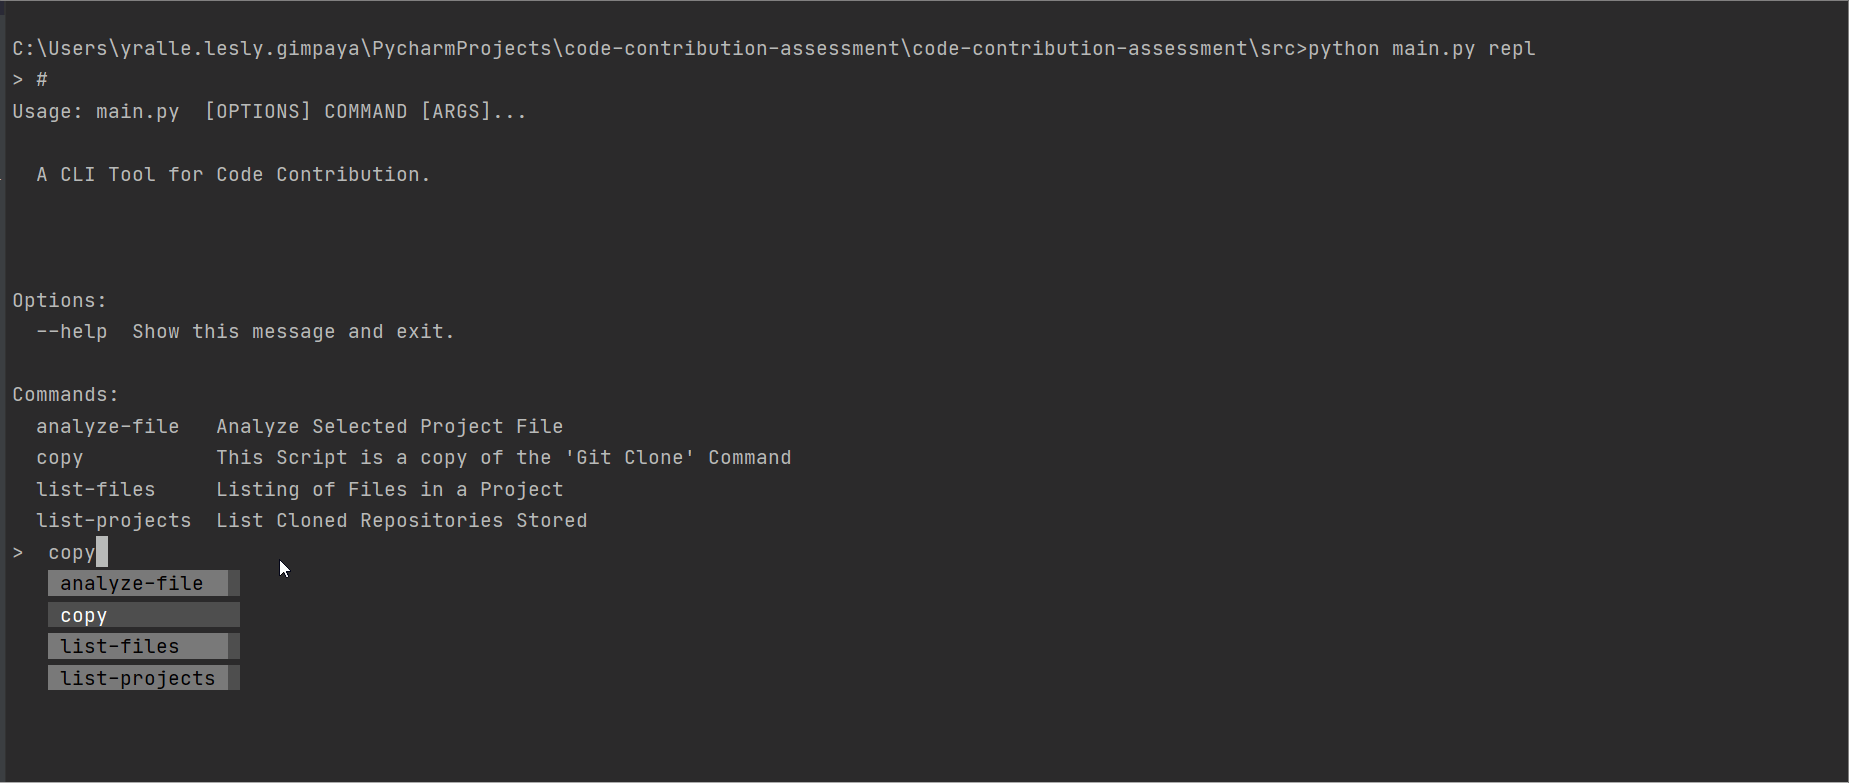 C:\Users\yralle.lesly.gimpaya\PycharmProjects\code-contribution-assessment\code-contribution-assessment\src>python main.py repl
> #
Usage: main.py  [OPTIONS] COMMAND [ARGS]...
A CLI Tool for Code Contribution.
Options:
--help  Show this message and exit.
Commands:
analyze-file   Analyze Selected Project File
copy           This Script is a copy of the 'Git Clone' Command
list-files     Listing of Files in a Project
list-projects  List Cloned Repositories Stored
>  copy
analyze-file
copy
list-files
list-projects